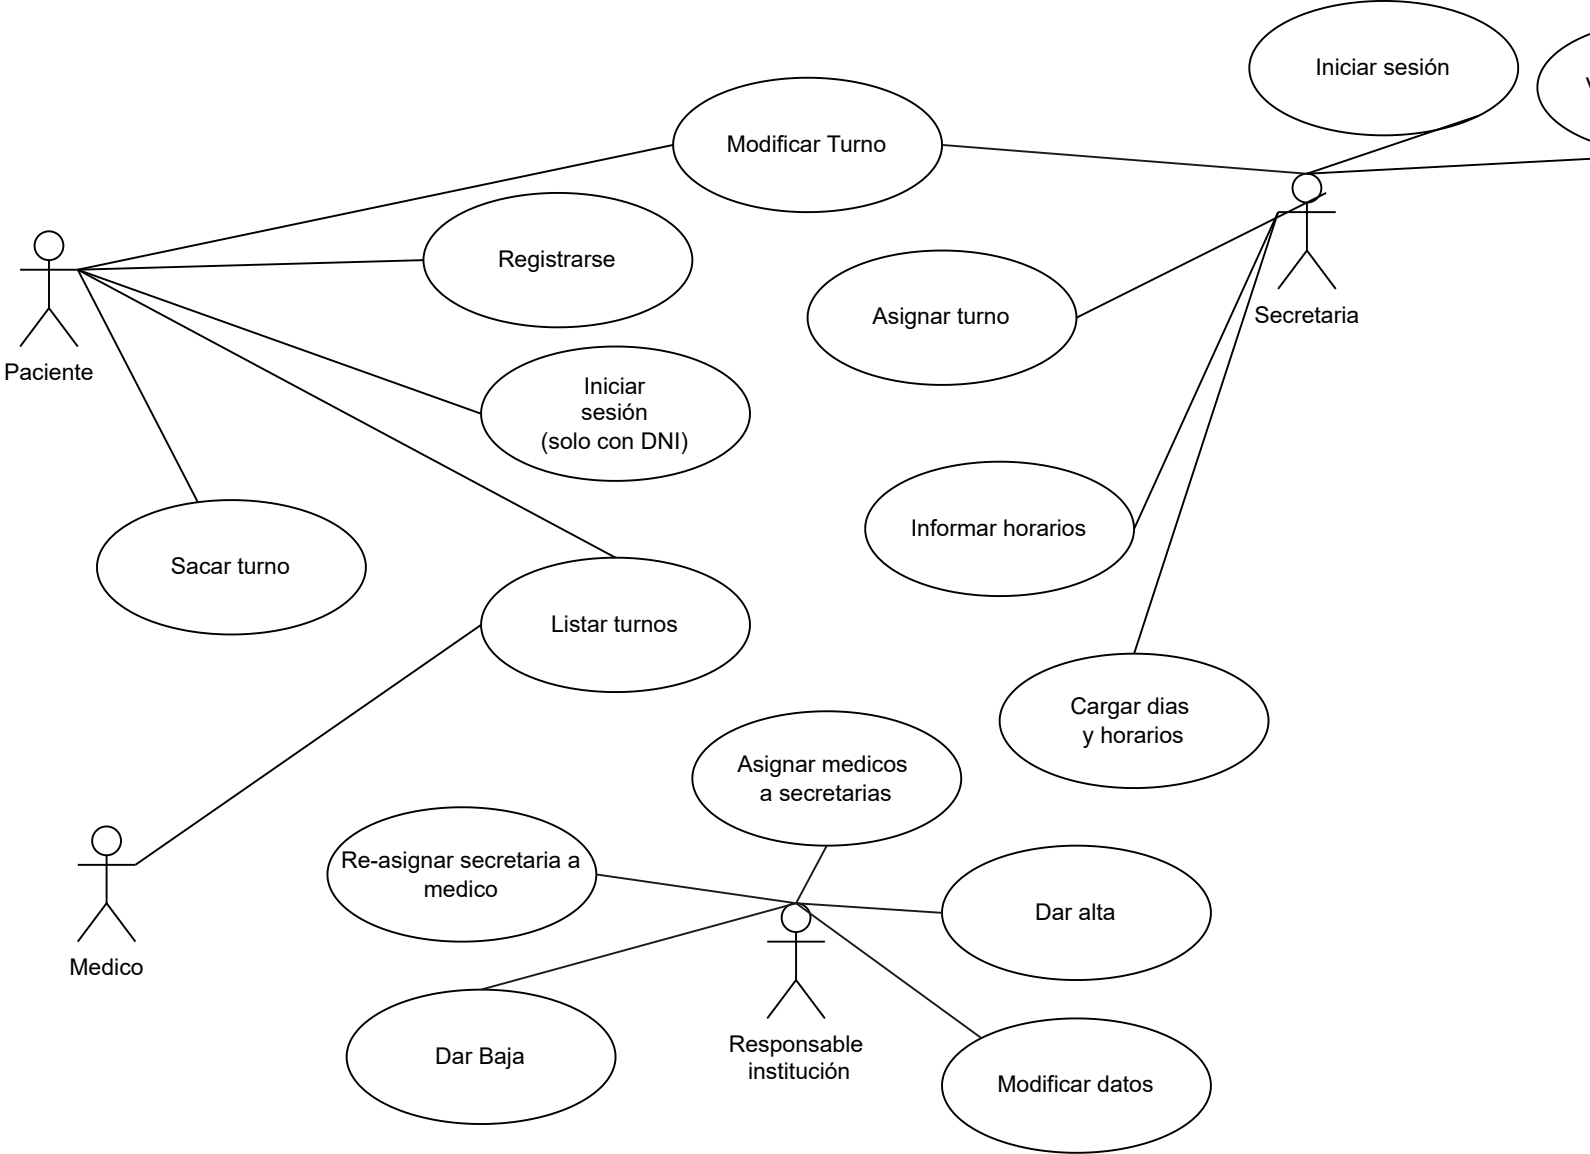 Iniciar sesión
Modificar Turno
Registrarse
Paciente
Asignar turno
Secretaria
Iniciar
sesión
(solo con DNI)
Sacar turno
Informar horarios
Listar turnos
Cargar dias
y horarios
Asignar medicos
a secretarias
Re-asignar secretaria a
medico
Dar alta
Medico
Dar Baja
Responsable
institución
Modificar datos